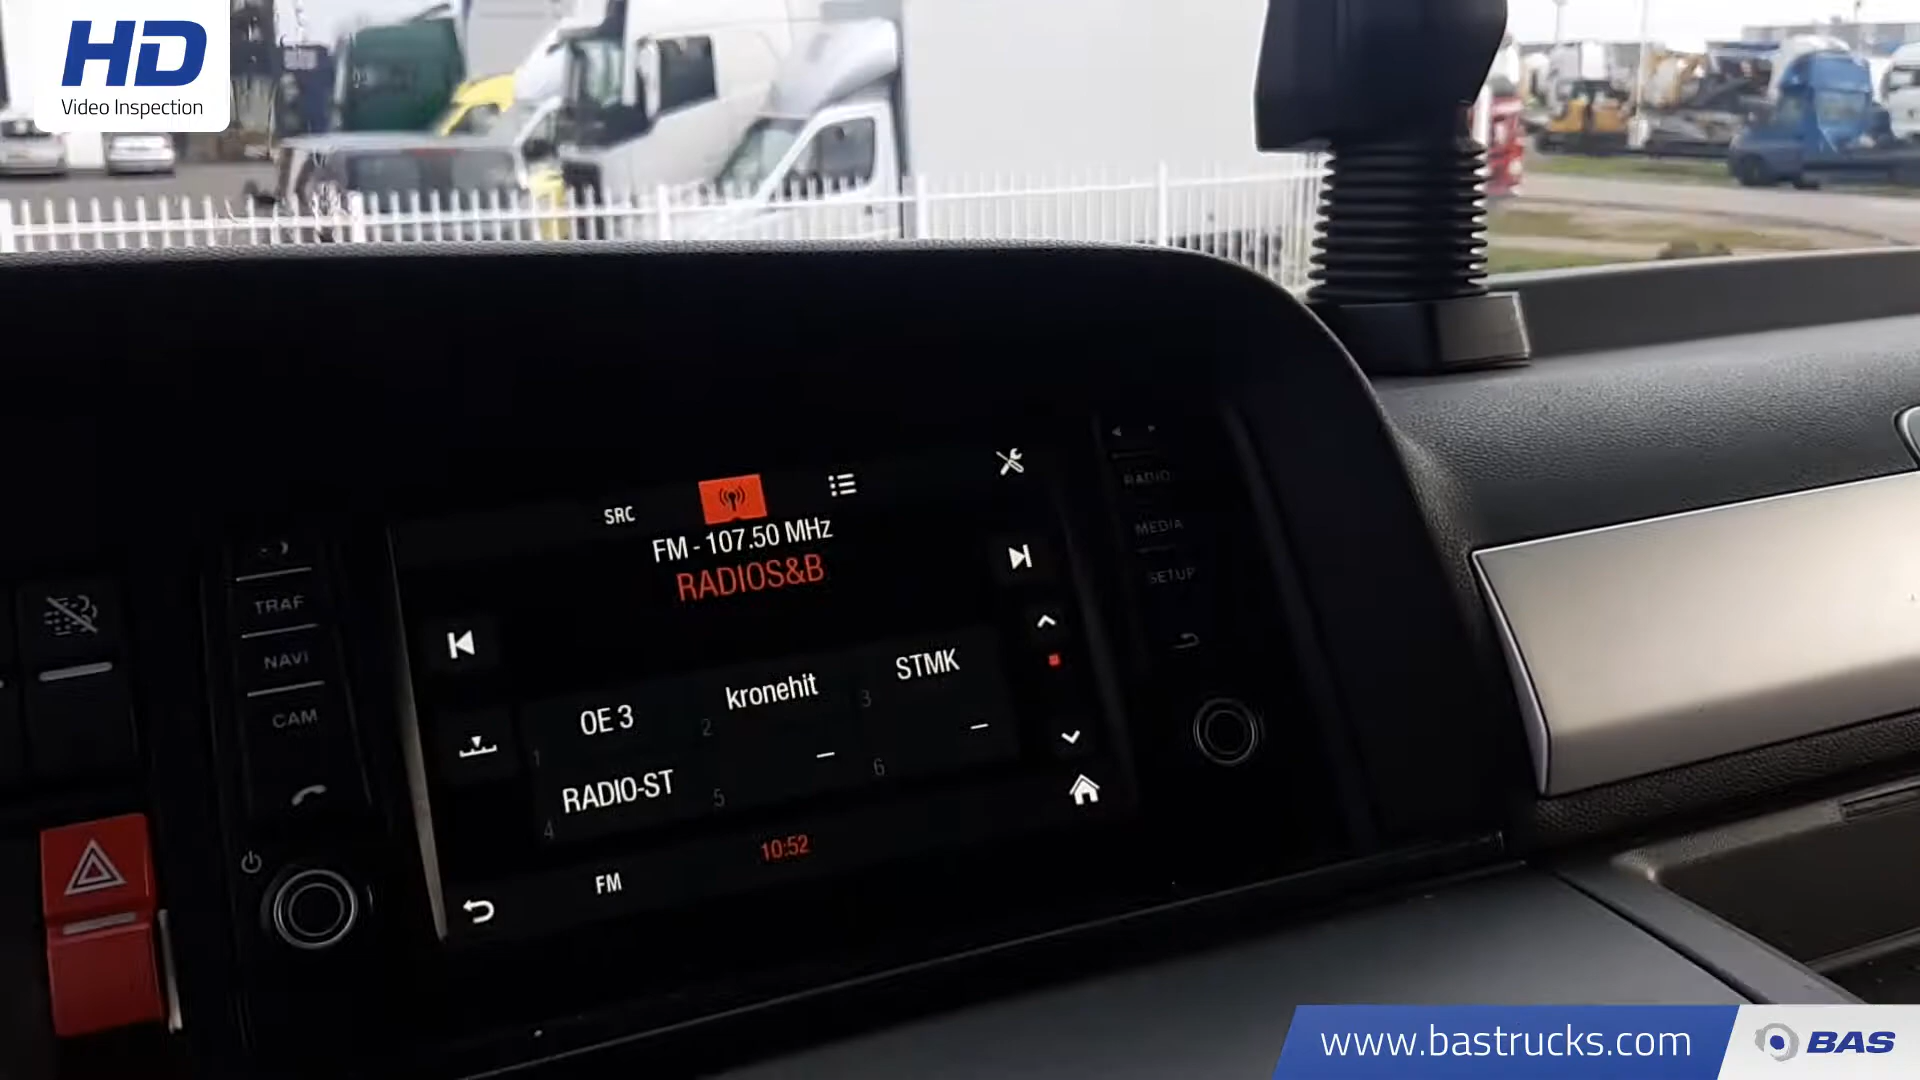 HD
Video Inspection
SRC
FM - 107.50 MHz
RADIOS&B
OE 3
1
kronehit
2
STMK
3
RADIO-ST
4
–
5
–
6
FM
10:52
TRAF
NAVI
CAM
RADIO
MEDIA
SETUP
www.bastrucks.com
BAS